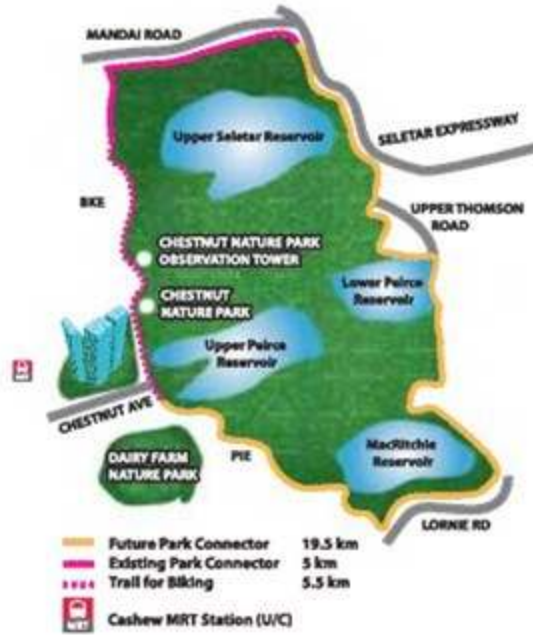 MANDAI ROAD
SELETAR EXPRESSWAY
Upper Seletar Reservoir
BKE
UPPER THOMSON
ROAD
CHESTNUT NATURE PARK
OBSERVATION TOWER
Lower Peirce
Reservoir
CHESTNUT
NATURE PARK
Upper Peirce
Reservoir
CHESTNUT AVE
MacRitchie
Reservoir
DAIRY FARM
NATURE PARK
PIE
LORNIE RD
Future Park Connector 19.5 km
Existing Park Connector 5 km
Trail for Biking 5.5 km
Cashew MRT Station (U/C)